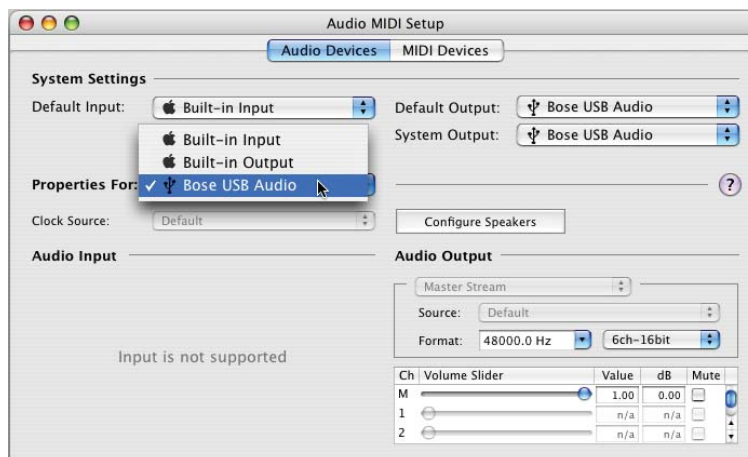 Audio MIDI Setup
Audio Devices MIDI Devices
System Settings
Default Input: Built-in Input
Default Output: Bose USB Audio
System Output: Bose USB Audio
Built-in Input
Built-in Output
Properties For: ✓ Bose USB Audio
?
Clock Source: Default
Configure Speakers
Audio Input
Input is not supported
Audio Output
Master Stream
Source: Default
Format: 48000.0 Hz 6ch-16bit
Ch Volume Slider Value dB Mute
M 1.00 0.00
1 n/a n/a
2 n/a n/a